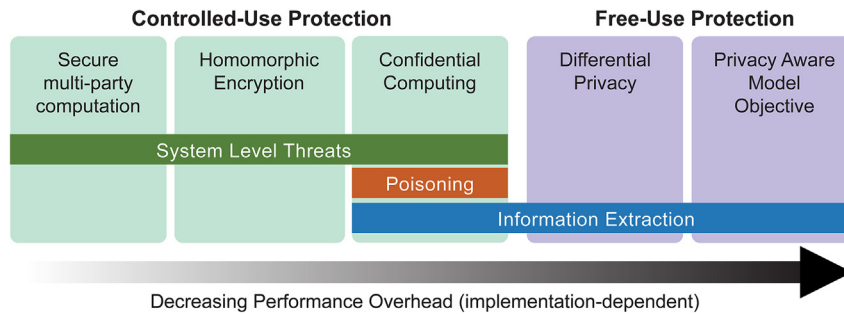 Controlled-Use Protection
Free-Use Protection
Secure
multi-party
computation
Homomorphic
Encryption
Confidential
Computing
Differential
Privacy
Privacy Aware
Model
Objective
System Level Threats
Poisoning
Information Extraction
Decreasing Performance Overhead (implementation-dependent)